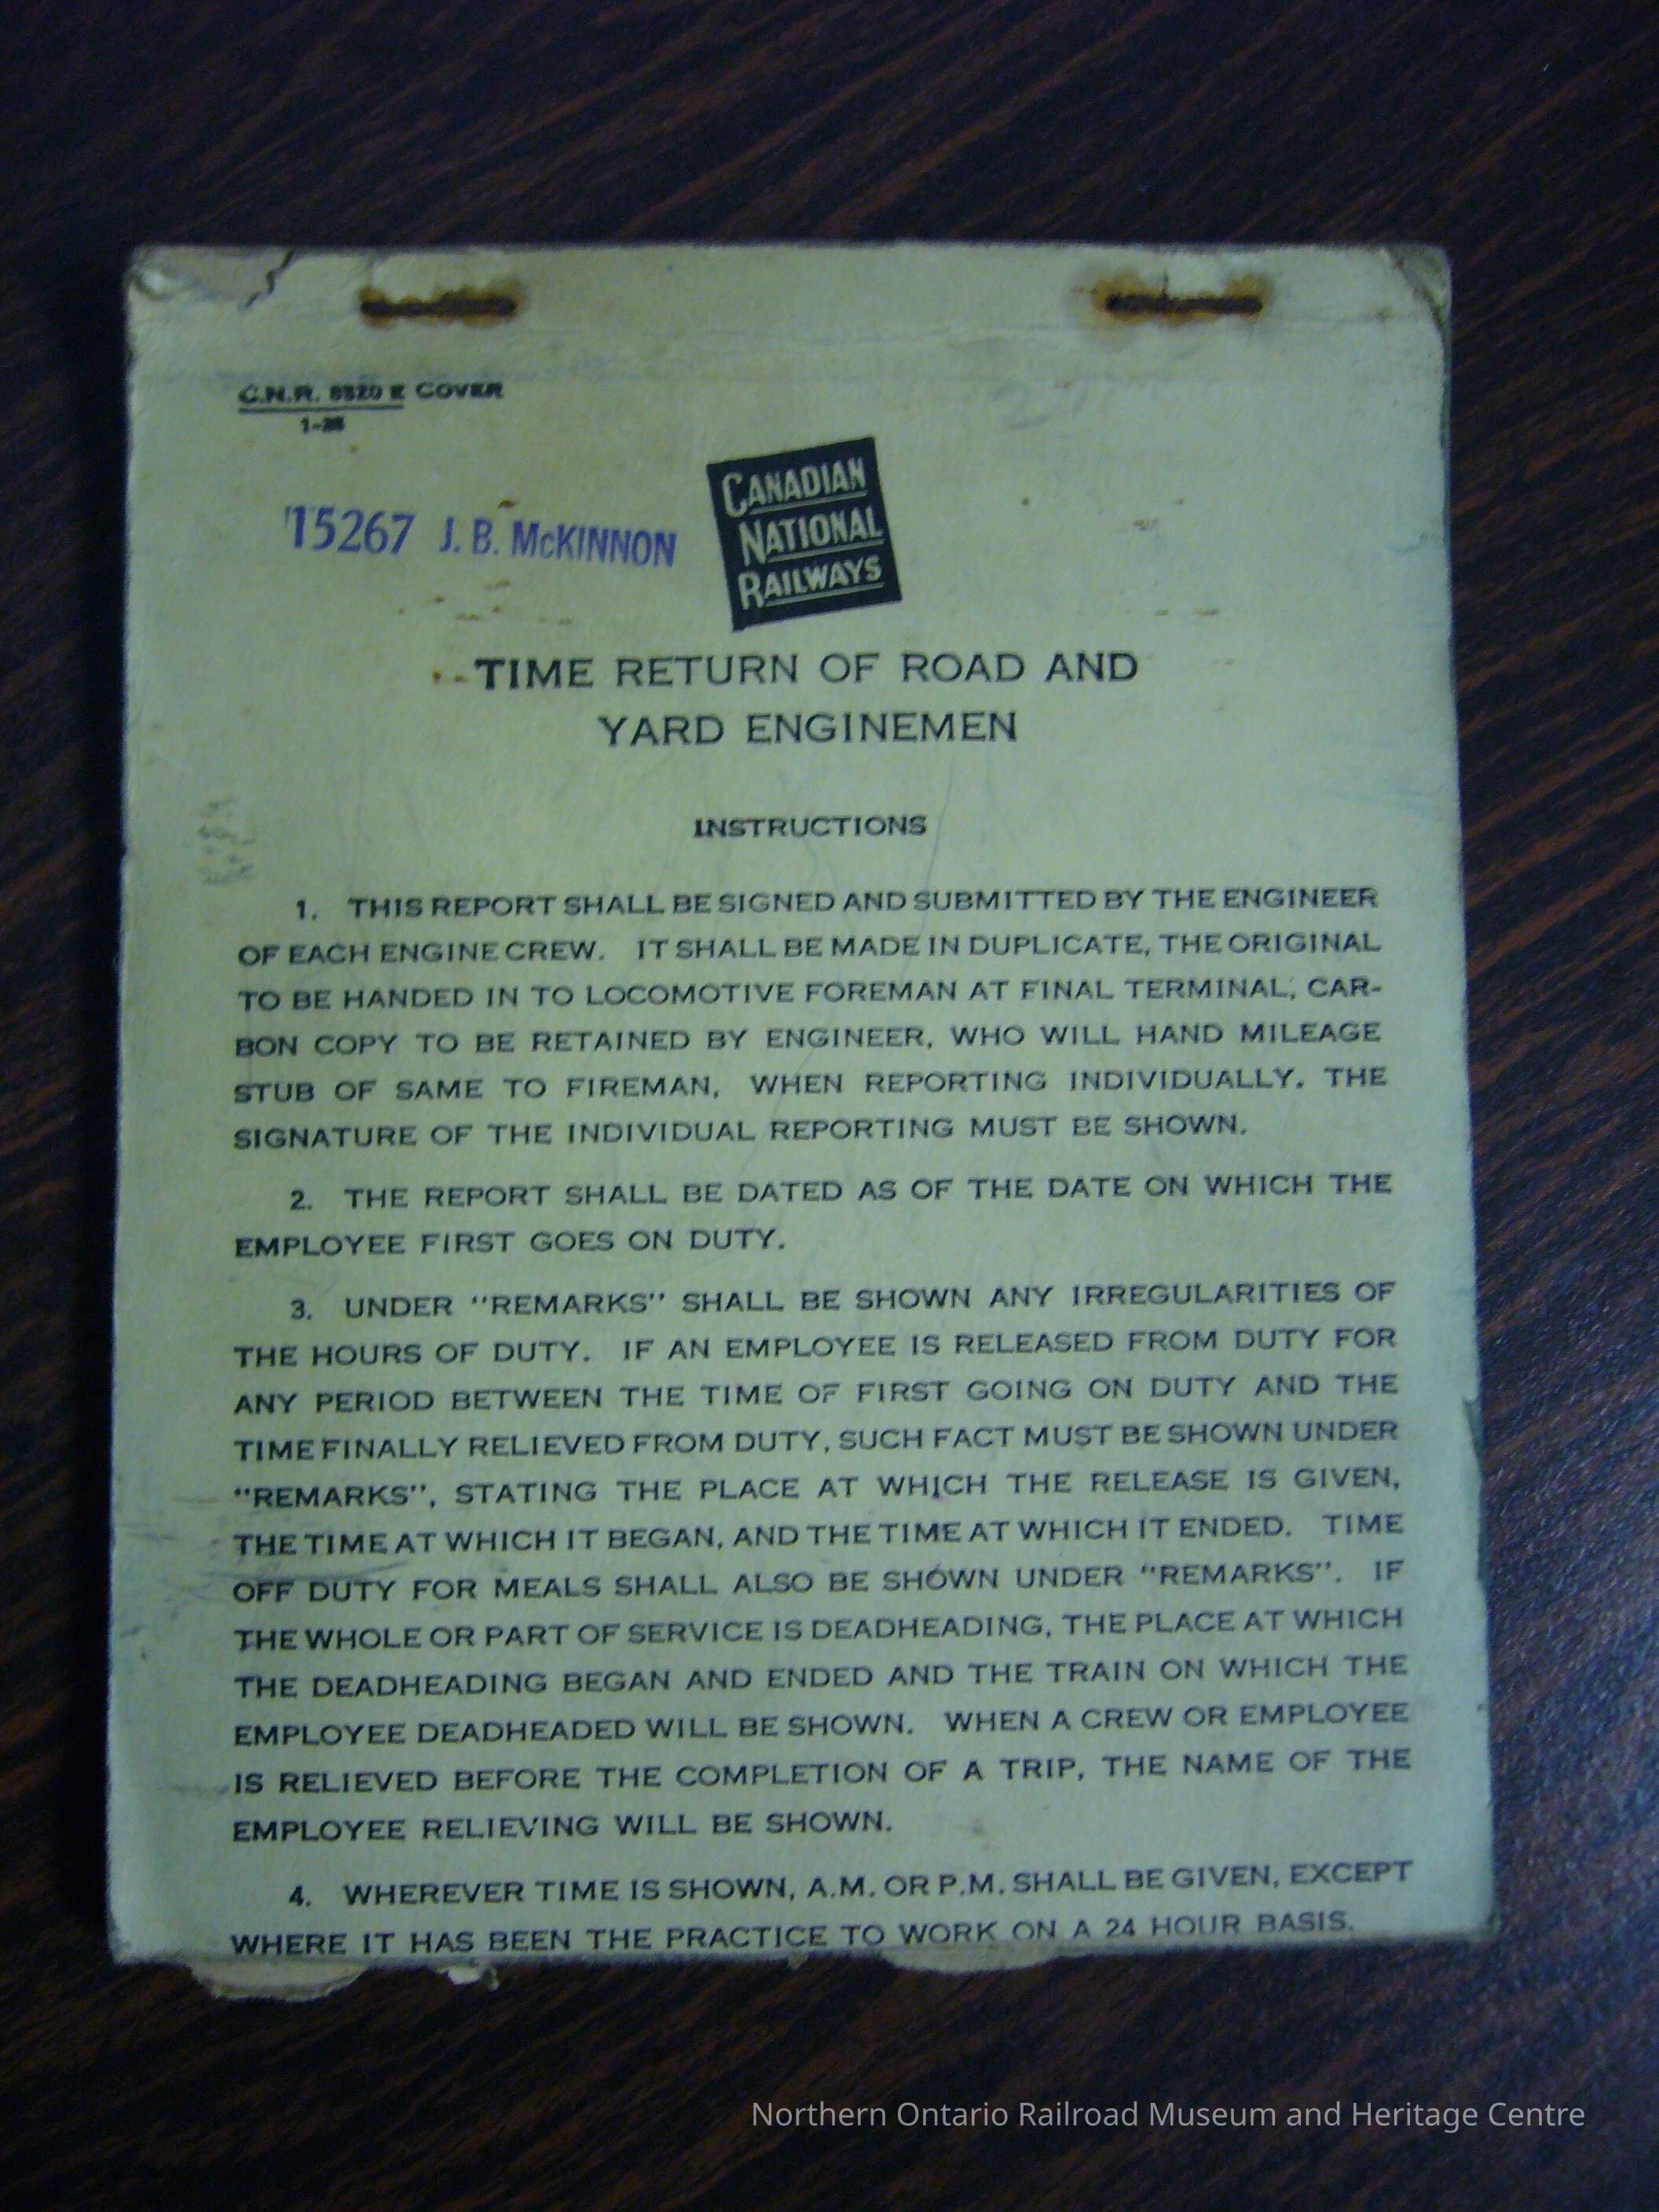 C.N.R. 8820 E COVER
15267 J. B. McKINNON
CANADIAN
NATIONAL
RAILWAYS
TIME RETURN OF ROAD AND
YARD ENGINEMEN
INSTRUCTIONS
1. THIS REPORT SHALL BE SIGNED AND SUBMITTED BY THE ENGINEER
OF EACH ENGINE CREW. IT SHALL BE MADE IN DUPLICATE, THE ORIGINAL
TO BE HANDED IN TO LOCOMOTIVE FOREMAN AT FINAL TERMINAL, CAR-
BON COPY TO BE RETAINED BY ENGINEER, WHO WILL HAND MILEAGE
STUB OF SAME TO FIREMAN, WHEN REPORTING INDIVIDUALLY. THE
SIGNATURE OF THE INDIVIDUAL REPORTING MUST BE SHOWN.
2. THE REPORT SHALL BE DATED AS OF THE DATE ON WHICH THE
EMPLOYEE FIRST GOES ON DUTY.
3. UNDER "REMARKS" SHALL BE SHOWN ANY IRREGULARITIES OF
THE HOURS OF DUTY. IF AN EMPLOYEE IS RELEASED FROM DUTY FOR
ANY PERIOD BETWEEN THE TIME OF FIRST GOING ON DUTY AND THE
TIME FINALLY RELIEVED FROM DUTY, SUCH FACT MUST BE SHOWN UNDER
"REMARKS", STATING THE PLACE AT WHICH THE RELEASE IS GIVEN,
THE TIME AT WHICH IT BEGAN, AND THE TIME AT WHICH IT ENDED. TIME
OFF DUTY FOR MEALS SHALL ALSO BE SHOWN UNDER "REMARKS". IF
THE WHOLE OR PART OF SERVICE IS DEADHEADING, THE PLACE AT WHICH
THE DEADHEADING BEGAN AND ENDED AND THE TRAIN ON WHICH THE
EMPLOYEE DEADHEADED WILL BE SHOWN. WHEN A CREW OR EMPLOYEE
IS RELIEVED BEFORE THE COMPLETION OF A TRIP, THE NAME OF THE
EMPLOYEE RELIEVING WILL BE SHOWN.
4. WHEREVER TIME IS SHOWN, A.M. OR P.M. SHALL BE GIVEN, EXCEPT
WHERE IT HAS BEEN THE PRACTICE TO WORK ON A 24 HOUR BASIS.
Northern Ontario Railroad Museum and Heritage Centre